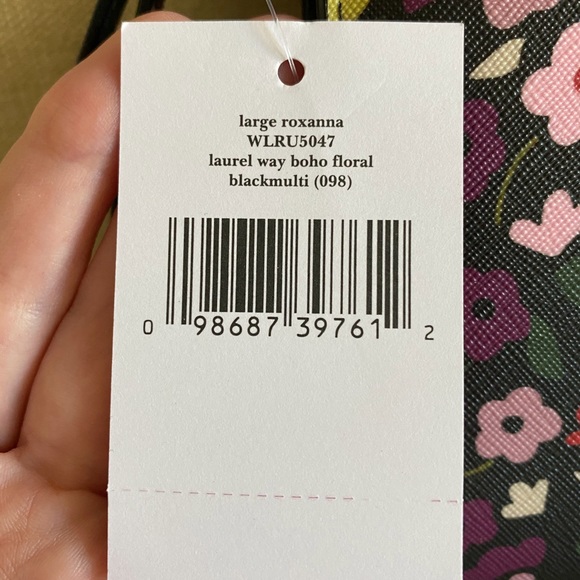 large roxanna
WLRU5047
laurel way boho floral
blackmulti (098)
0 98687 39761 2